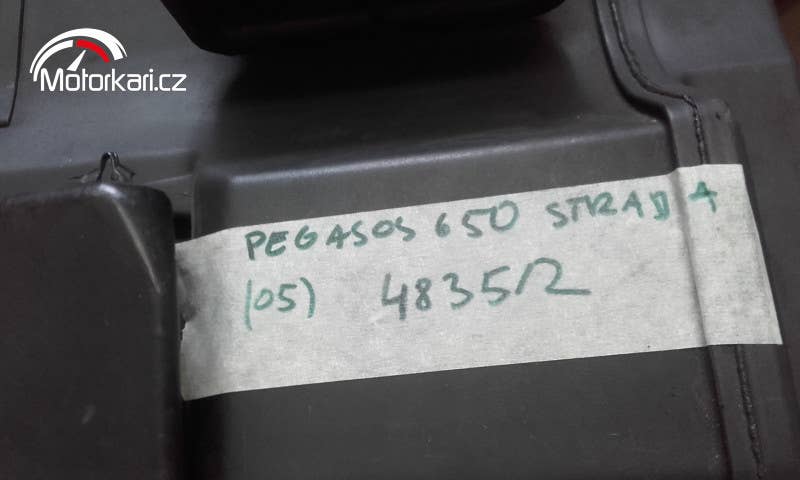 Motorkari.cz
PEGASOS 650 STRADA
(05) 4835/2